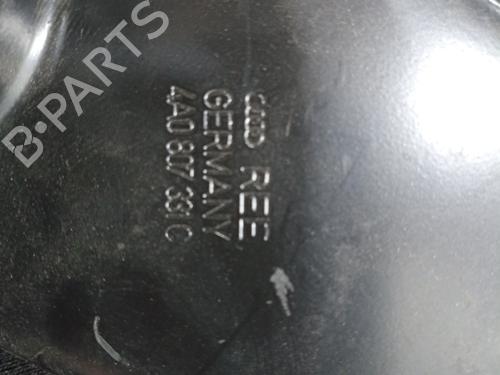 B-PARTS
REE
GERMANY
4A0 807 331 C